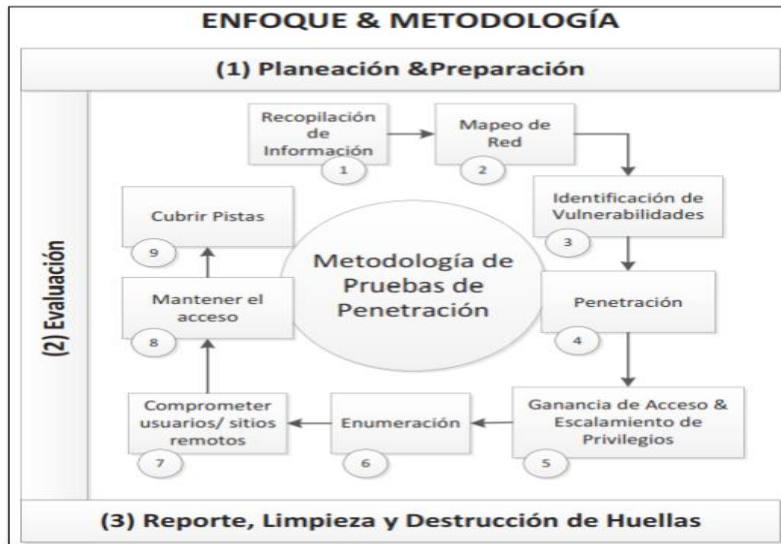 ENFOQUE & METODOLOGÍA
(1) Planeación &Preparación
(2) Evaluación
Recopilación
de
Información
1
Mapeo de
Red
2
Identificación de
Vulnerabilidades
3
Penetración
4
Ganancia de Acceso &
Escalamiento de
Privilegios
5
Enumeración
6
Comprometer
usuarios/ sitios
remotos
7
Mantener el
acceso
8
Cubrir Pistas
9
Metodología de
Pruebas de
Penetración
(3) Reporte, Limpieza y Destrucción de Huellas